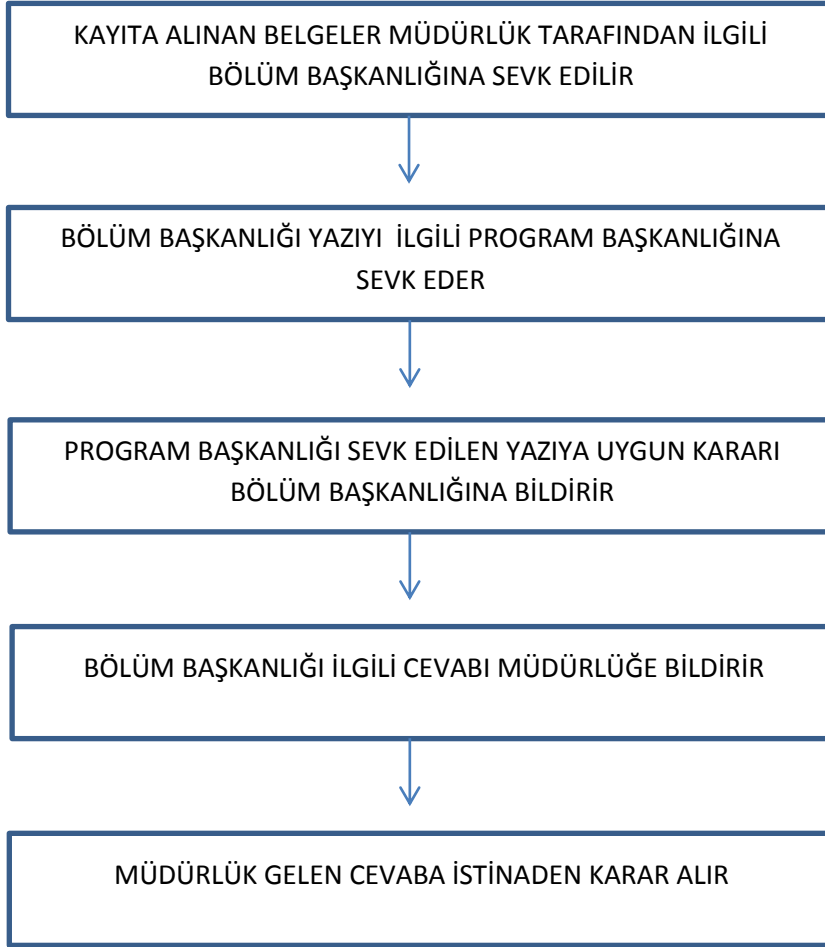 KAYITA ALINAN BELGELER MÜDÜRLÜK TARAFINDAN İLGİLİ
BÖLÜM BAŞKANLIĞINA SEVK EDİLİR
BÖLÜM BAŞKANLIĞI YAZIYI İLGİLİ PROGRAM BAŞKANLIĞINA
SEVK EDER
PROGRAM BAŞKANLIĞI SEVK EDİLEN YAZIYA UYGUN KARARI
BÖLÜM BAŞKANLIĞINA BİLDİRİR
BÖLÜM BAŞKANLIĞI İLGİLİ CEVABI MÜDÜRLÜĞE BİLDİRİR
MÜDÜRLÜK GELEN CEVABA İSTİNADEN KARAR ALIR